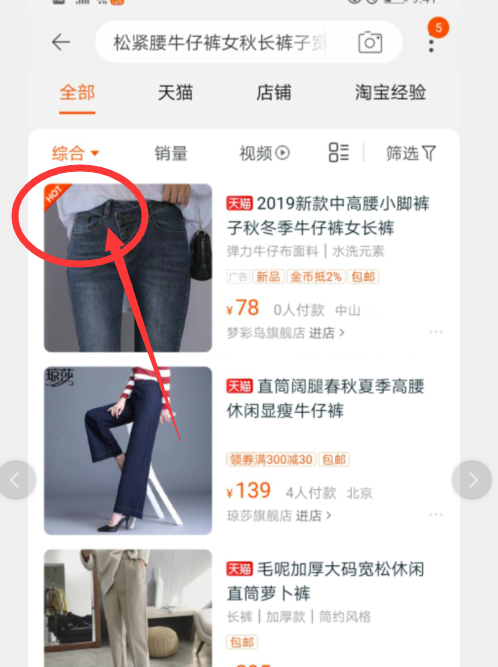 5
松紧腰牛仔裤女秋长裤子宽
全部
天猫
店铺
淘宝经验
综合
销量
视频
筛选
HOT
天猫 2019新款中高腰小脚裤
子秋冬季牛仔裤女长裤
弹力牛仔布面料 | 水洗元素
广告 新品 金币抵2% 包邮
¥78 0人付款 中山
梦彩鸟旗舰店 进店 >
琼莎
天猫 直筒阔腿春秋夏季高腰
休闲显瘦牛仔裤
领券满300减30 包邮
¥139 4人付款 北京
琼莎旗舰店 进店 >
天猫 毛呢加厚大码宽松休闲
直筒萝卜裤
长裤 | 加厚款 | 简约风格
包邮